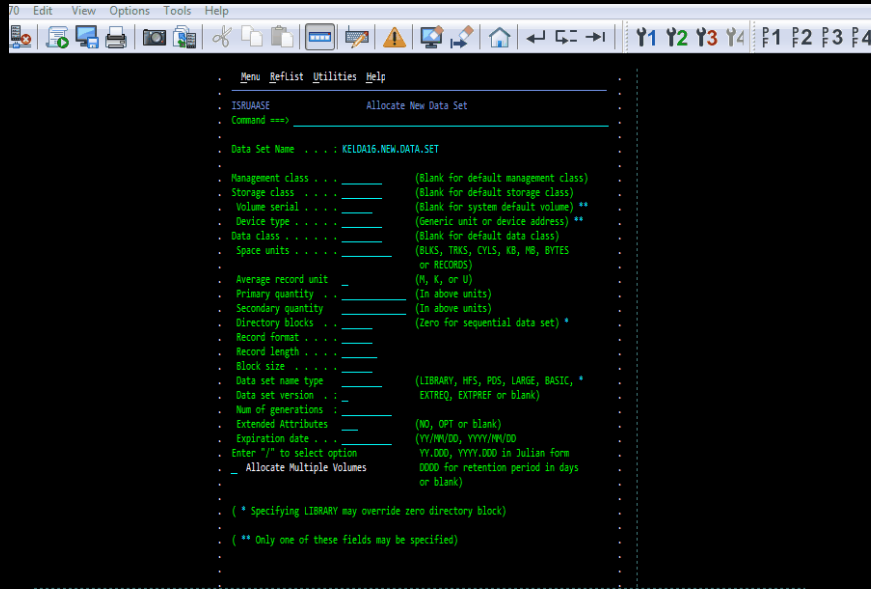 70 Edit View Options Tools Help
Y1 Y2 Y3 Y4 PF1 PF2 PF3 PF4
. Menu RefList Utilities Help .
. ISRUAASE Allocate New Data Set .
. Command ===> .
. Data Set Name . . . : KELDA16.NEW.DATA.SET .
. Management class . . . (Blank for default management class) .
. Storage class . . . . (Blank for default storage class) .
. Volume serial . . . . (Blank for system default volume) ** .
. Device type . . . . . (Generic unit or device address) ** .
. Data class . . . . . . (Blank for default data class) .
. Space units . . . . . (BLKS, TRKS, CYLS, KB, MB, BYTES .
. or RECORDS) .
. Average record unit (M, K, or U) .
. Primary quantity . . (In above units) .
. Secondary quantity (In above units) .
. Directory blocks . . (Zero for sequential data set) * .
. Record format . . . . .
. Record length . . . . .
. Block size . . . . . .
. Data set name type (LIBRARY, HFS, PDS, LARGE, BASIC, * .
. Data set version . : EXTREQ, EXTPREF or blank) .
. Num of generations : .
. Extended Attributes (NO, OPT or blank) .
. Expiration date . . . (YY/MM/DD, YYYY/MM/DD .
. Enter "/" to select option YY.DDD, YYYY.DDD in Julian form .
. _ Allocate Multiple Volumes DDDD for retention period in days .
. or blank) .
. ( * Specifying LIBRARY may override zero directory block) .
. ( ** Only one of these fields may be specified) .